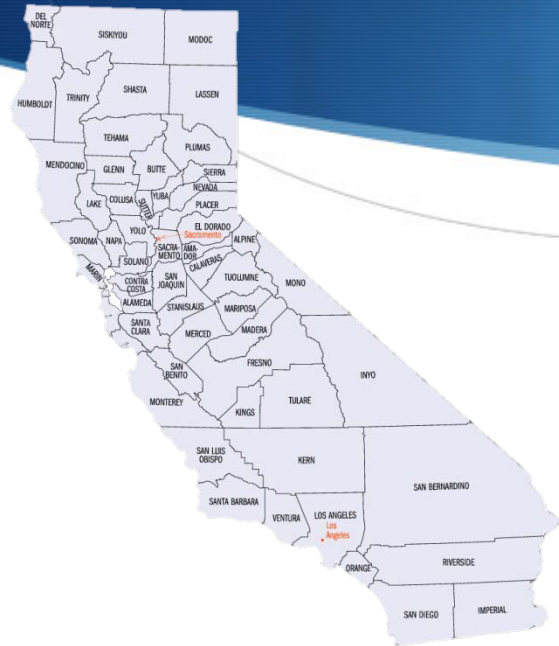 DEL
NORTE
SISKIYOU
MODOC
HUMBOLDT
TRINITY
SHASTA
LASSEN
TEHAMA
PLUMAS
MENDOCINO
GLENN
BUTTE
SIERRA
NEVADA
LAKE
COLUSA
SUTTER
YUBA
PLACER
YOLO
EL DORADO
Sacramento
ALPINE
SONOMA
NAPA
SACRA-
MENTO
AMA
DOR
SOLANO
CALAVERAS
MARIN
CONTRA
COSTA
SAN
JOAQUIN
TUOLUMNE
MONO
ALAMEDA
STANISLAUS
MARIPOSA
SANTA
CLARA
MERCED
MADERA
SAN
BENITO
FRESNO
INYO
MONTEREY
KINGS
TULARE
SAN LUIS
OBISPO
KERN
SAN BERNARDINO
SANTA BARBARA
VENTURA
LOS ANGELES
Los
Angeles
ORANGE
RIVERSIDE
SAN DIEGO
IMPERIAL